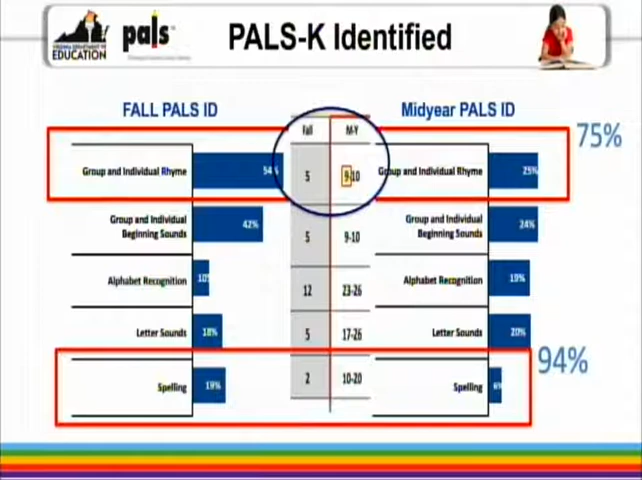 VIRGINIA DEPARTMENT OF
EDUCATION
pals
PALS-K Identified
FALL PALS ID
Midyear PALS ID
75%
Fall
M-Y
Group and Individual Rhyme
54%
5
9-10
Group and Individual Rhyme
25%
Group and Individual
Beginning Sounds
42%
5
9-10
Group and Individual
Beginning Sounds
24%
Alphabet Recognition
10%
12
23-26
Alphabet Recognition
19%
Letter Sounds
18%
5
17-26
Letter Sounds
20%
94%
Spelling
19%
2
10-20
Spelling
6%